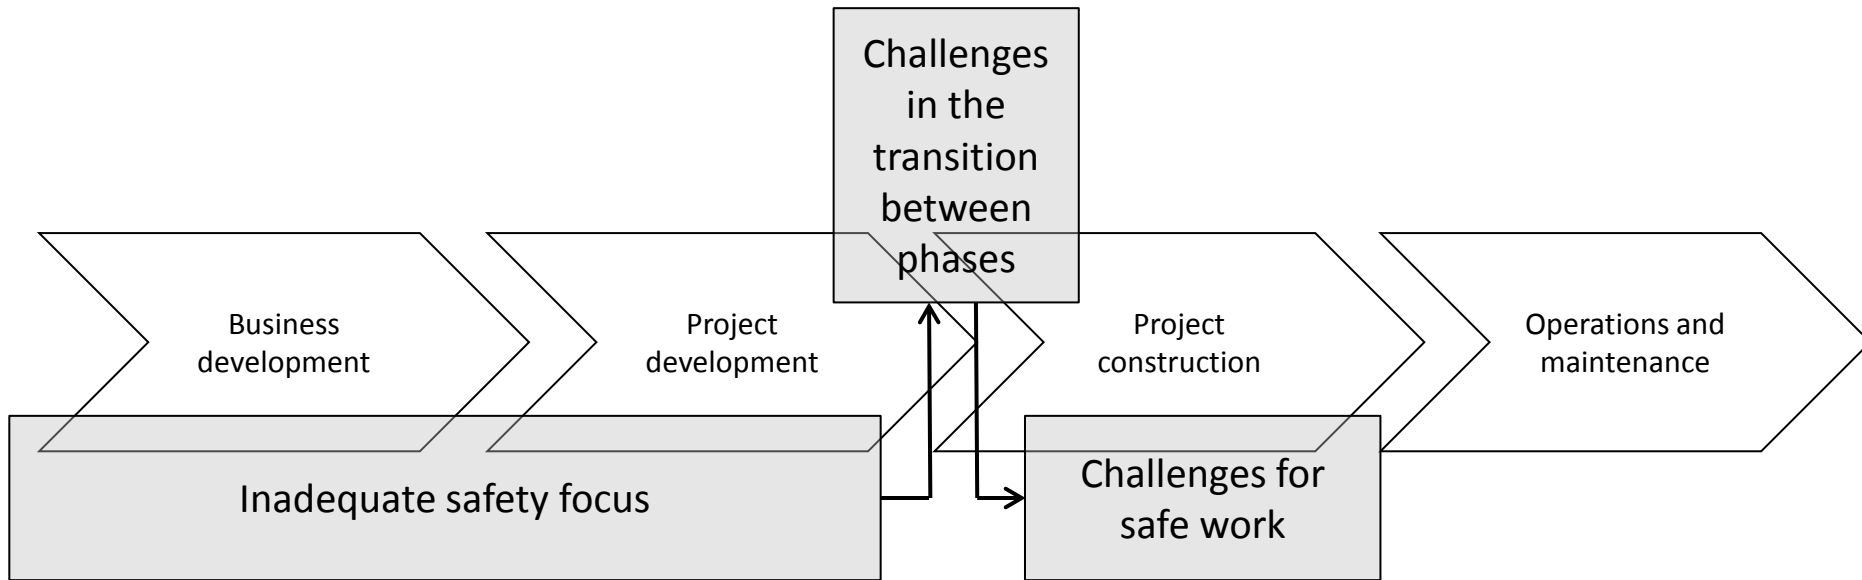 Challenges
in the
transition
between
phases
Business
development
Project
development
Project
construction
Operations and
maintenance
Inadequate safety focus
Challenges for
safe work